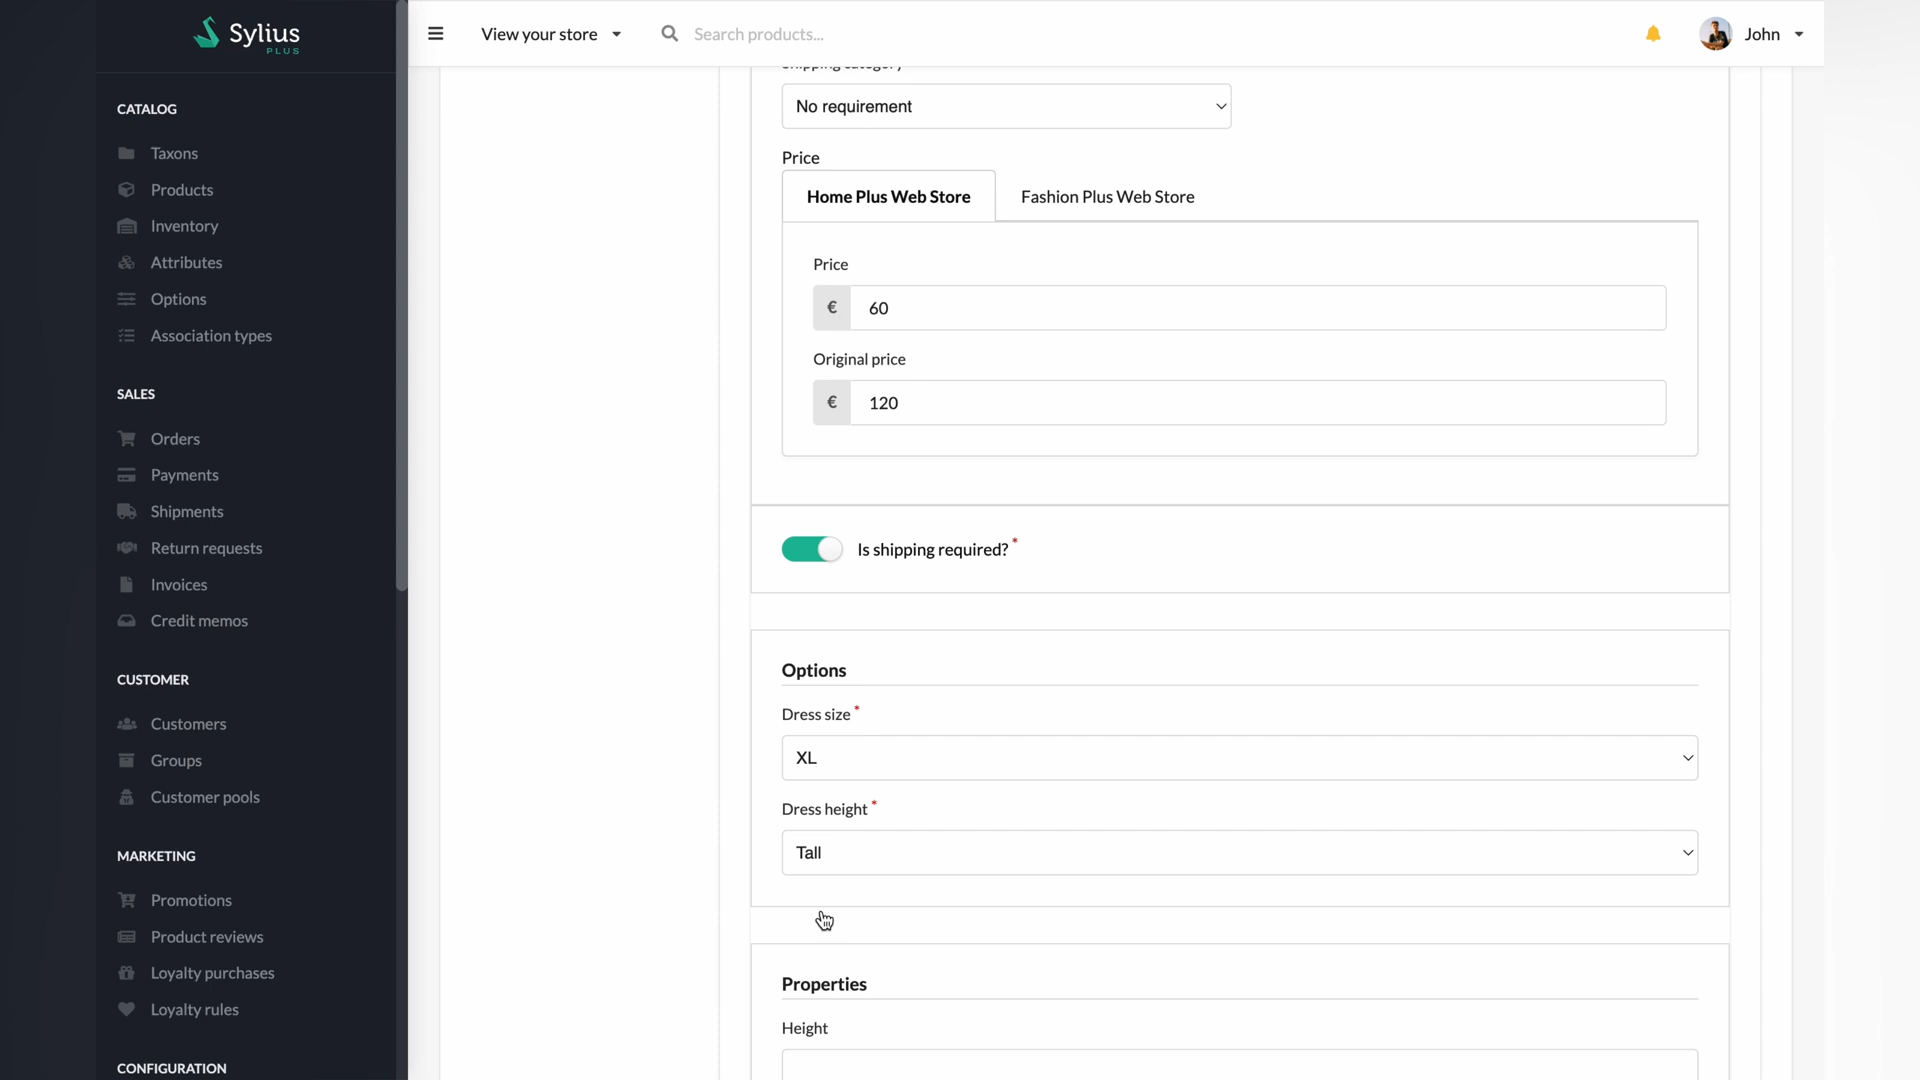 Sylius
PLUS
View your store
Search products...
John
CATALOG
Taxons
Products
Inventory
Attributes
Options
Association types
SALES
Orders
Payments
Shipments
Return requests
Invoices
Credit memos
CUSTOMER
Customers
Groups
Customer pools
MARKETING
Promotions
Product reviews
Loyalty purchases
Loyalty rules
CONFIGURATION
Shipping category
No requirement
Price
Home Plus Web Store
Fashion Plus Web Store
Price
€ 60
Original price
€ 120
Is shipping required? *
Options
Dress size *
XL
Dress height *
Tall
Properties
Height